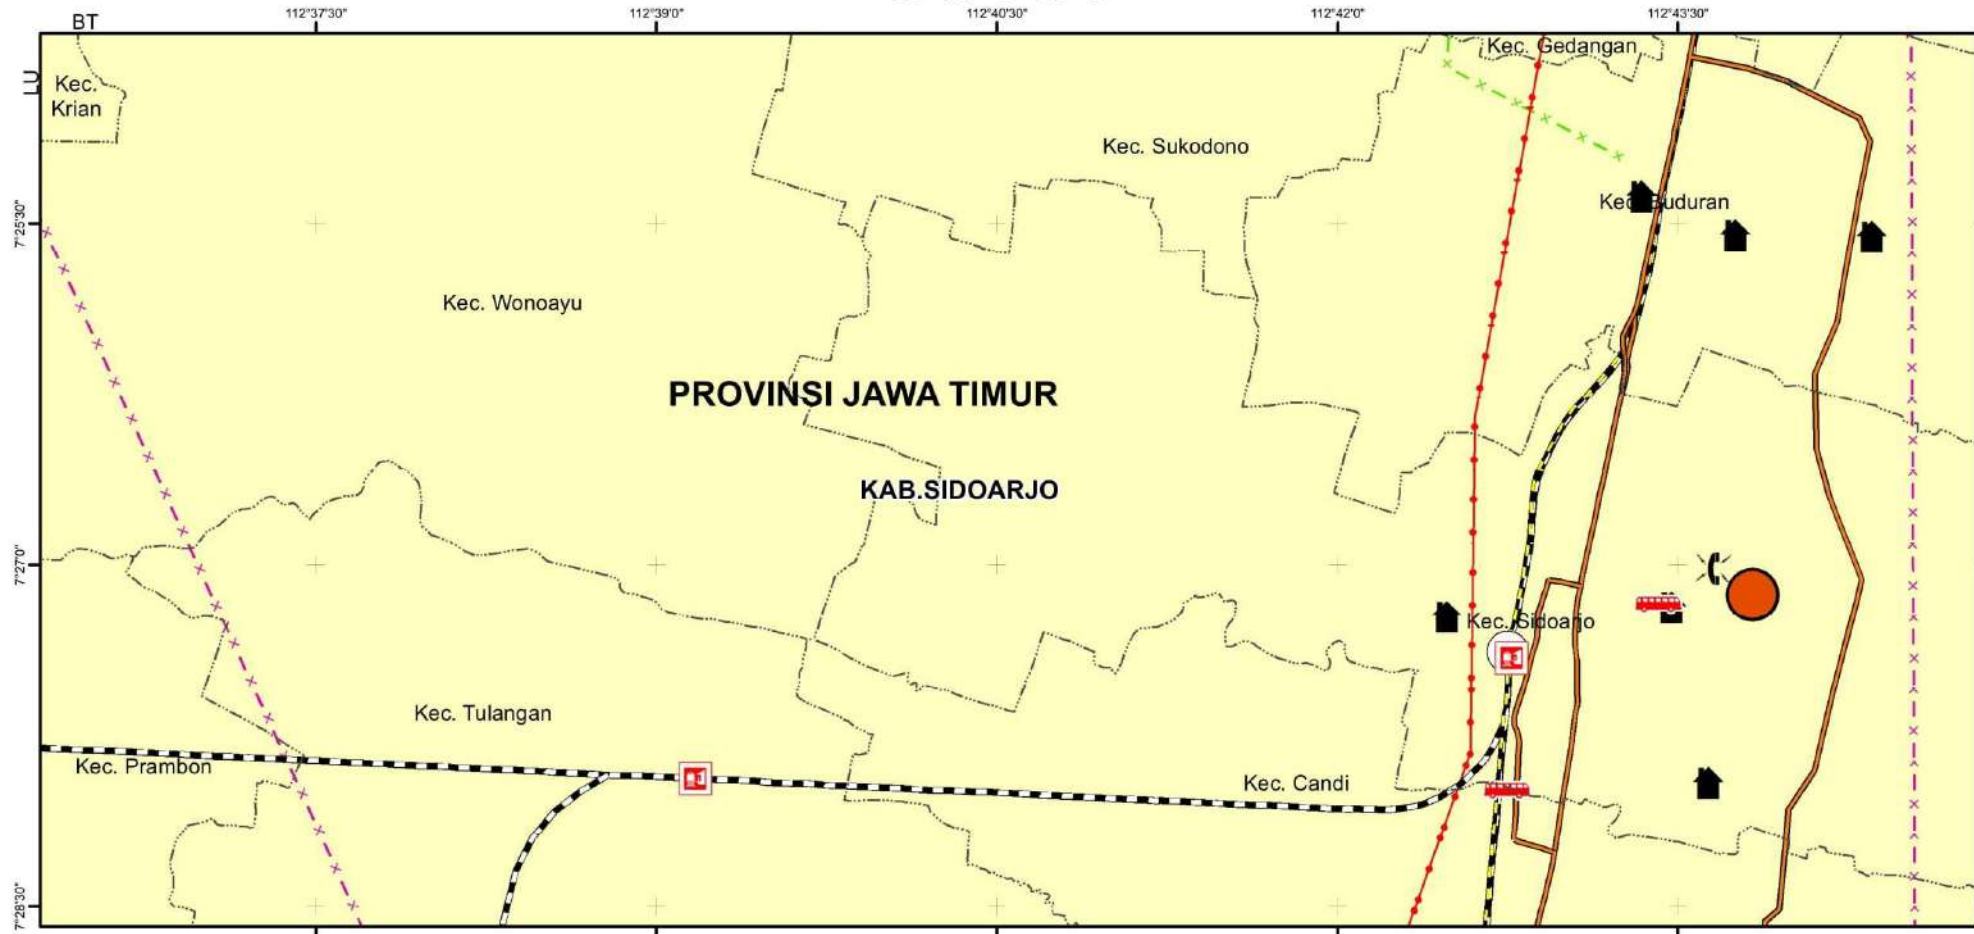 112°37'30" 112°39'0" 112°40'30" 112°42'0" 112°43'30"
BT
LU
Kec. Gedangan
Kec.
Krian
Kec. Sukodono
Kec. Buduran
7°25'30"
Kec. Wonoayu
PROVINSI JAWA TIMUR
KAB.SIDOARJO
7°27'0"
Kec. Sidoarjo
Kec. Tulangan
Kec. Prambon
Kec. Candi
7°28'30"